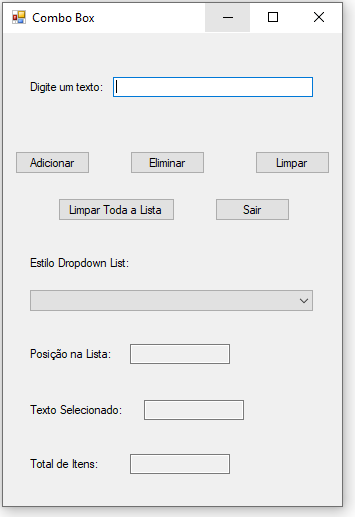 Combo Box
Digite um texto:
Adicionar Eliminar Limpar
Limpar Toda a Lista Sair
Estilo Dropdown List:
Posição na Lista:
Texto Selecionado:
Total de Itens: